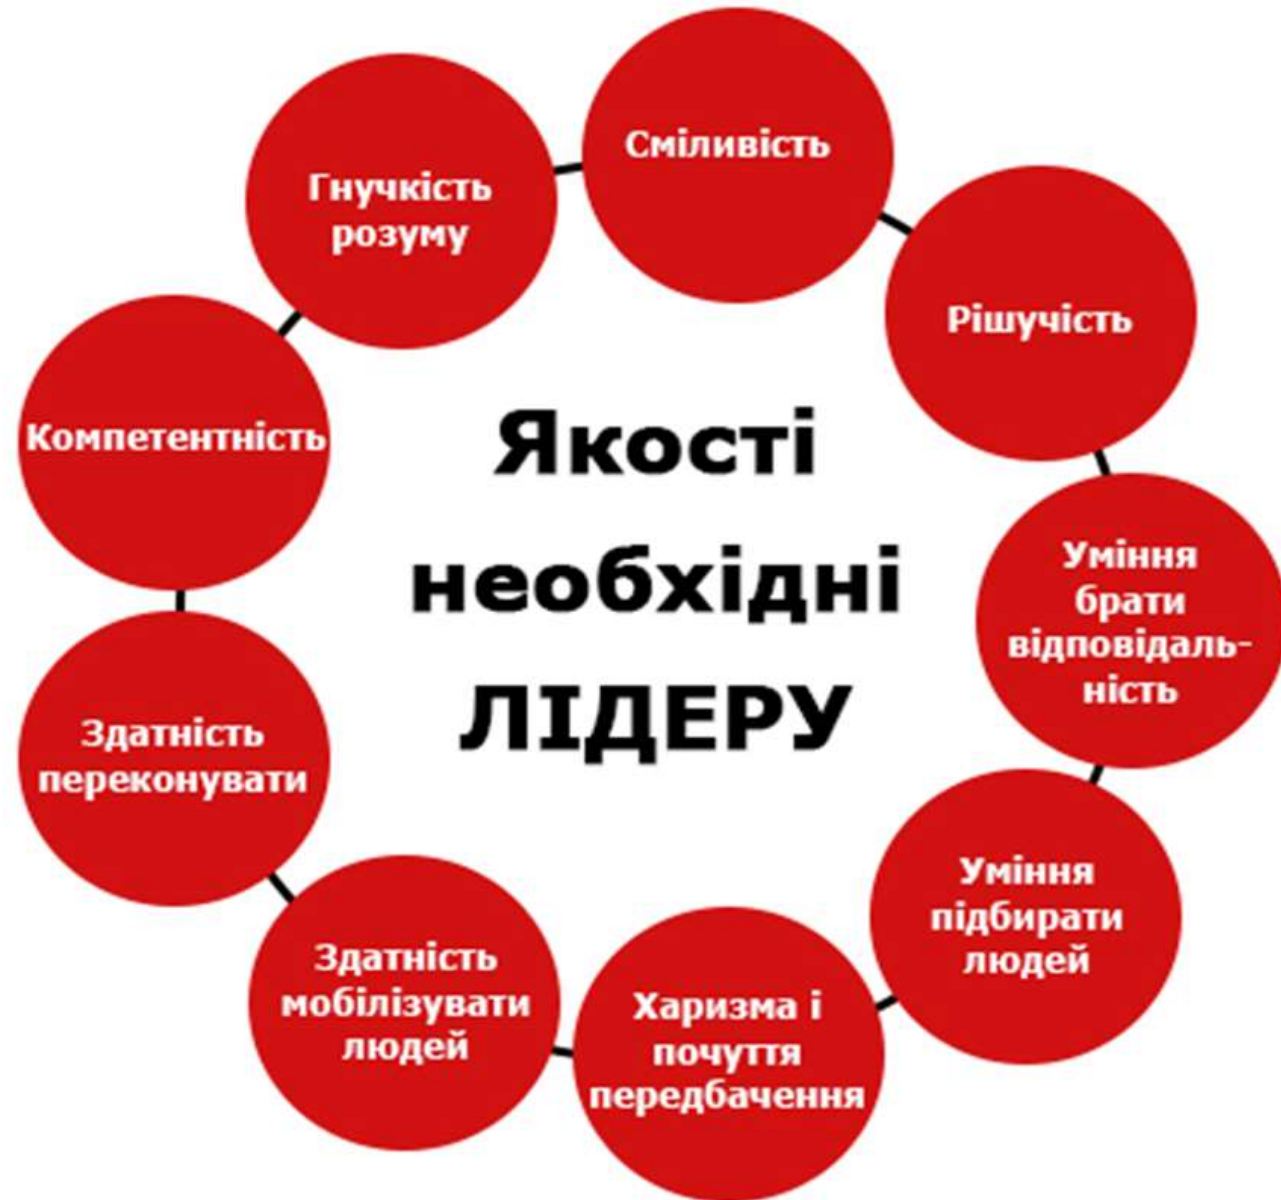 Сміливість
Гнучкість
розуму
Рішучість
Компетентність
Якості
необхідні
ЛІДЕРУ
Уміння
брати
відповідаль-
ність
Здатність
переконувати
Уміння
підбирати
людей
Здатність
мобілізувати
людей
Харизма і
почуття
передбачення